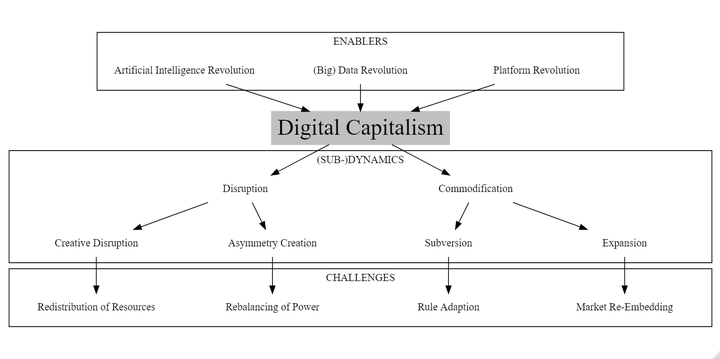 ENABLERS
Artificial Intelligence Revolution
(Big) Data Revolution
Platform Revolution
Digital Capitalism
(SUB-)DYNAMICS
Disruption
Commodification
Creative Disruption
Asymmetry Creation
Subversion
Expansion
CHALLENGES
Redistribution of Resources
Rebalancing of Power
Rule Adaption
Market Re-Embedding